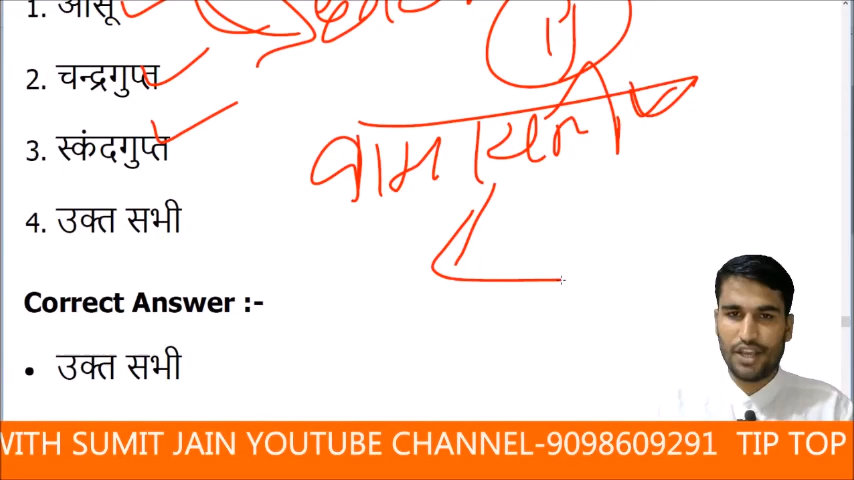 1. आँसू
2. चन्द्रगुप्त
3. स्कंदगुप्त
4. उक्त सभी
Correct Answer :-
• उक्त सभी
WITH SUMIT JAIN YOUTUBE CHANNEL-9098609291 TIP TOP